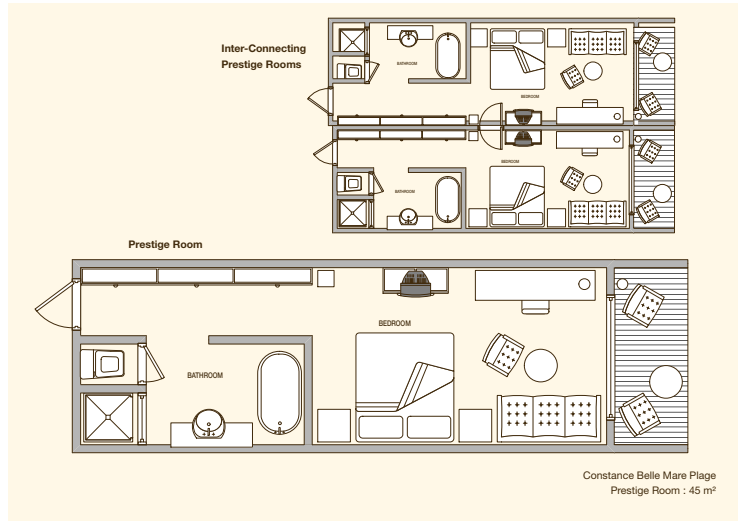 Inter-Connecting
Prestige Rooms
BATHROOM
BEDROOM
BEDROOM
BATHROOM
Prestige Room
BEDROOM
BATHROOM
Constance Belle Mare Plage
Prestige Room : 45 m²